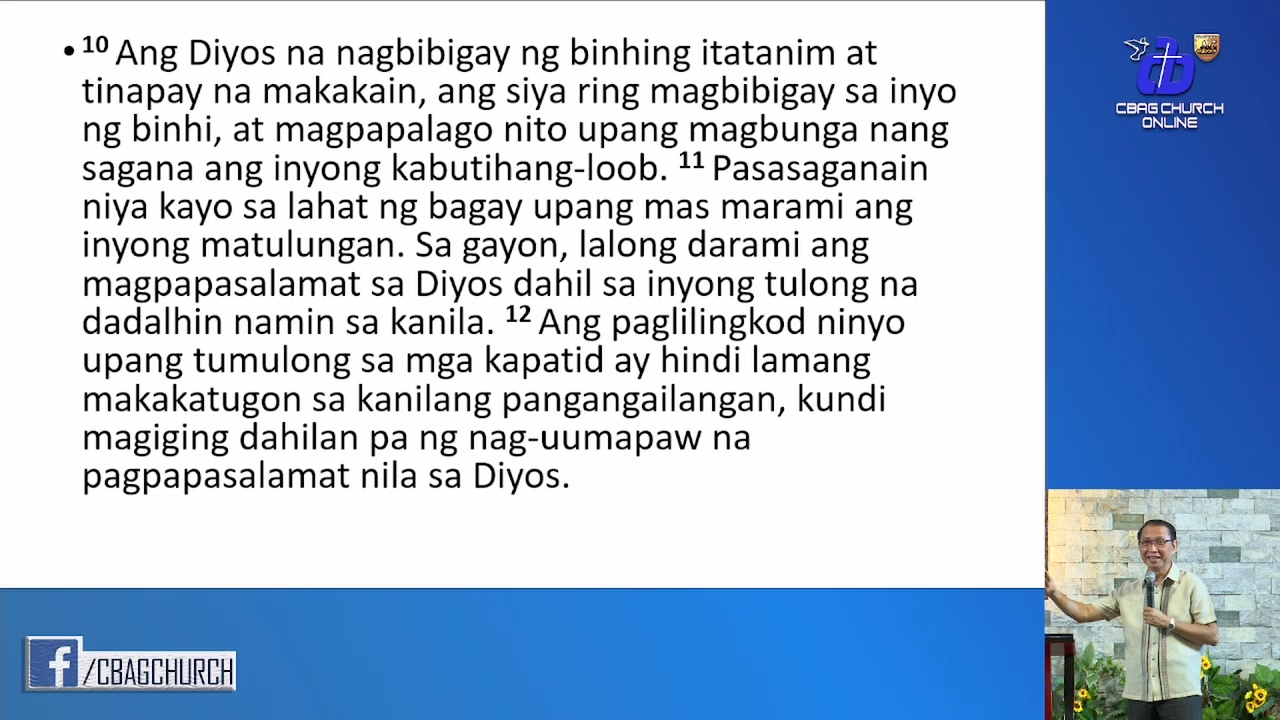 • 10 Ang Diyos na nagbibigay ng binhing itatanim at
tinapay na makakain, ang siya ring magbibigay sa inyo
ng binhi, at magpapalago nito upang magbunga nang
sagana ang inyong kabutihang-loob. 11 Pasasaganain
niya kayo sa lahat ng bagay upang mas marami ang
inyong matulungan. Sa gayon, lalong darami ang
magpapasalamat sa Diyos dahil sa inyong tulong na
dadalhin namin sa kanila. 12 Ang paglilingkod ninyo
upang tumulong sa mga kapatid ay hindi lamang
makakatugon sa kanilang pangangailangan, kundi
magiging dahilan pa ng nag-uumapaw na
pagpapasalamat nila sa Diyos.
CBAG CHURCH
ONLINE
f/CBAGCHURCH